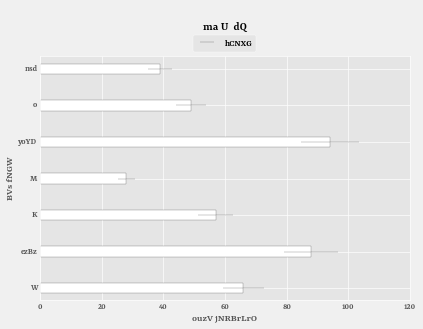 ma U dQ
hCNXG
nsd
o
yoYD
M
K
ezBz
W
BVs fNGW
0 20 40 60 80 100 120
ouzV jNRBrLrO